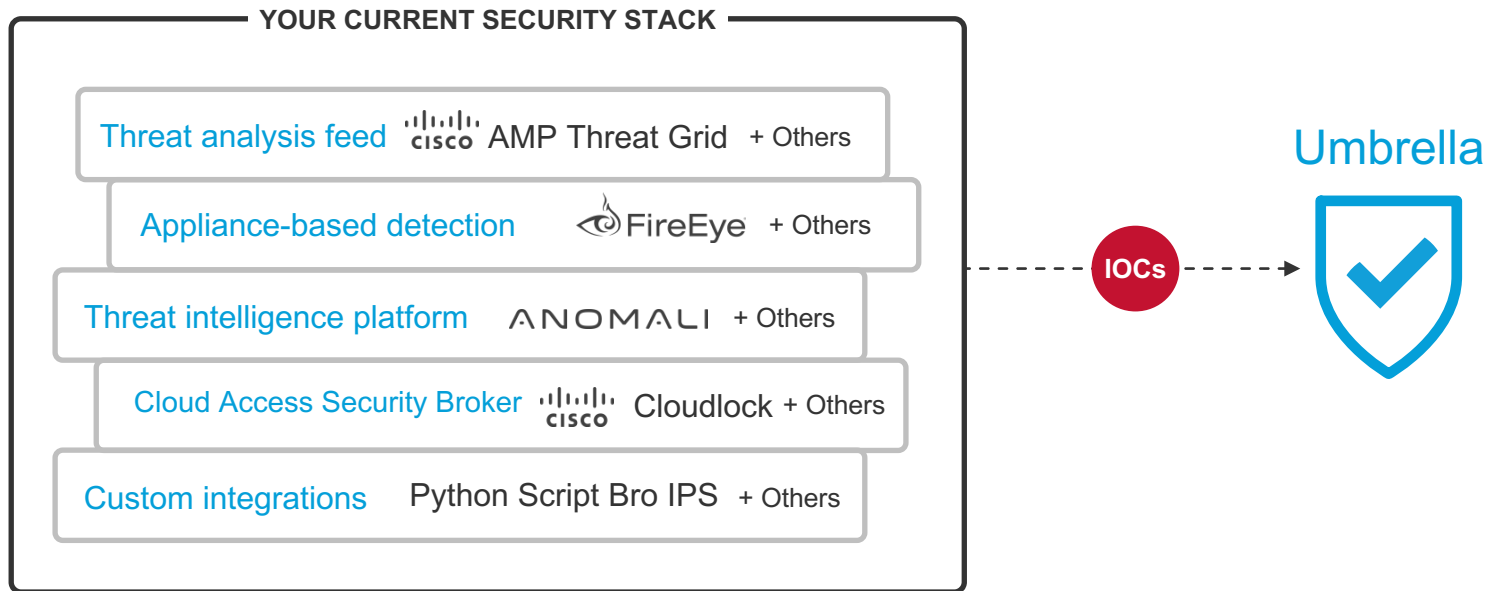 YOUR CURRENT SECURITY STACK
Threat analysis feed CISCO AMP Threat Grid + Others
Appliance-based detection FireEye + Others
Threat intelligence platform ANOMALI + Others
Cloud Access Security Broker CISCO Cloudlock + Others
Custom integrations Python Script Bro IPS + Others
IOCs
Umbrella